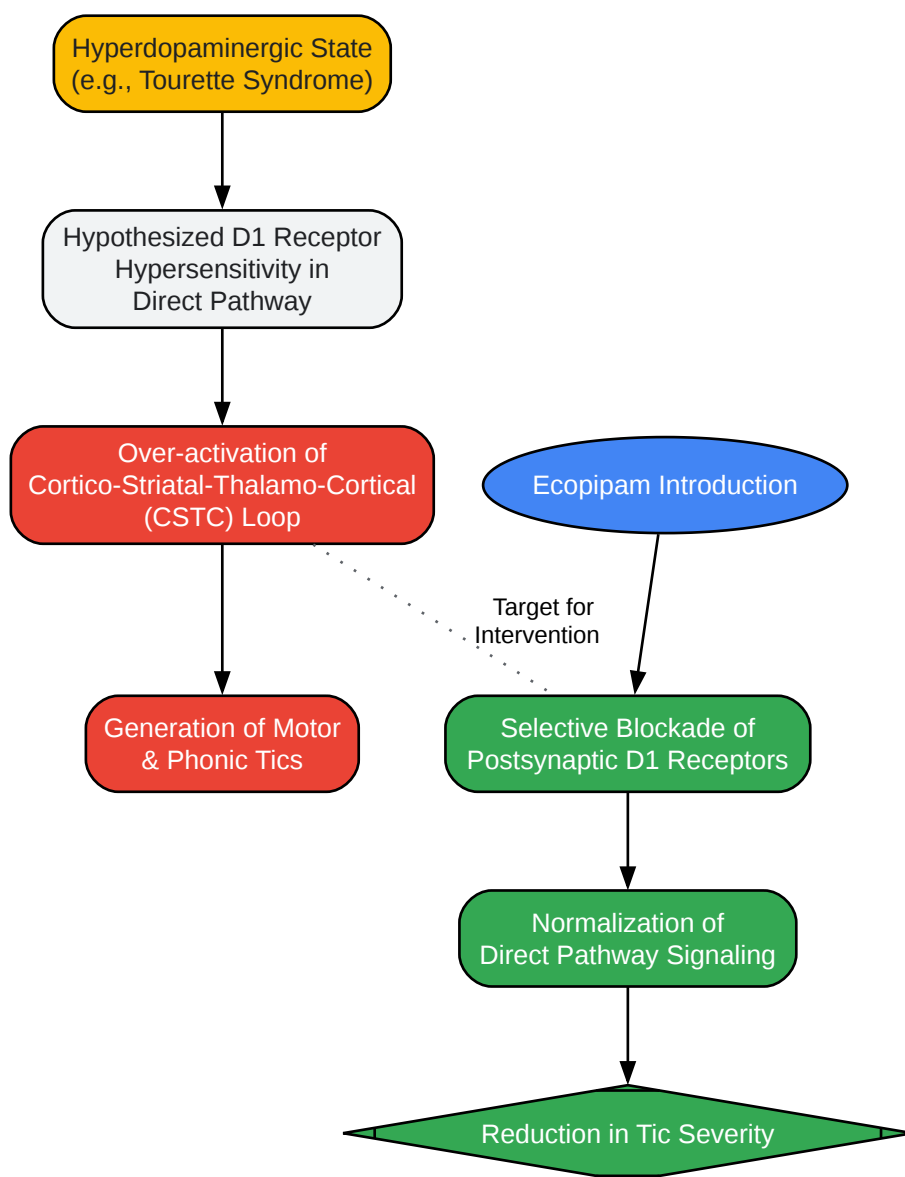 Hyperdopaminergic State
(e.g., Tourette Syndrome)
Hypothesized D1 Receptor
Hypersensitivity in
Direct Pathway
Over-activation of
Cortico-Striatal-Thalamo-Cortical
(CSTC) Loop
Ecopipam Introduction
Target for
Intervention
Generation of Motor
& Phonic Tics
Selective Blockade of
Postsynaptic D1 Receptors
Normalization of
Direct Pathway Signaling
Reduction in Tic Severity